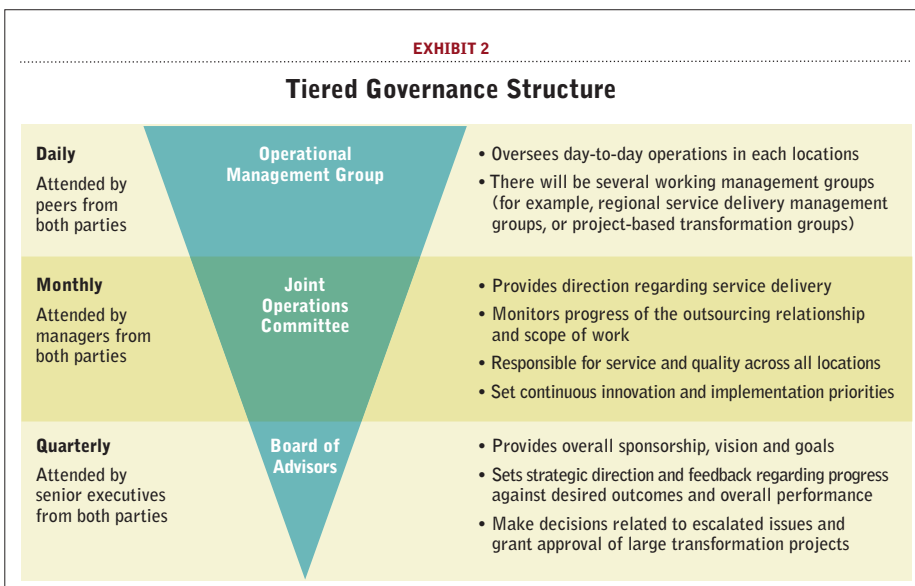 EXHIBIT 2
Tiered Governance Structure
Daily
Attended by
peers from
both parties
Operational
Management Group
• Oversees day-to-day operations in each locations
• There will be several working management groups
(for example, regional service delivery management
groups, or project-based transformation groups)
Monthly
Attended by
managers from
both parties
Joint
Operations
Committee
• Provides direction regarding service delivery
• Monitors progress of the outsourcing relationship
and scope of work
• Responsible for service and quality across all locations
• Set continuous innovation and implementation priorities
Quarterly
Attended by
senior executives
from both parties
Board of
Advisors
• Provides overall sponsorship, vision and goals
• Sets strategic direction and feedback regarding progress
against desired outcomes and overall performance
• Make decisions related to escalated issues and
grant approval of large transformation projects